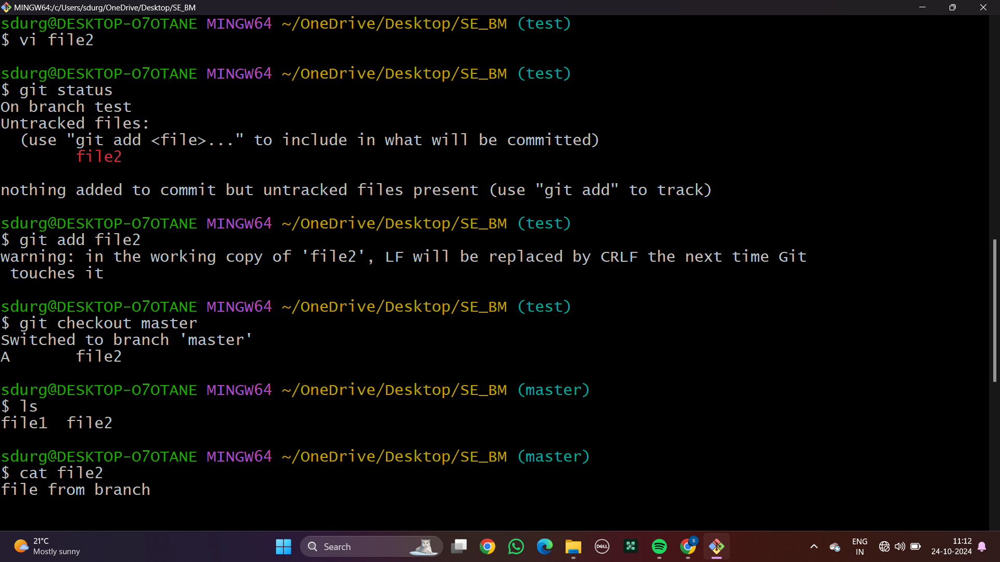 MINGW64:/c/Users/sdurg/OneDrive/Desktop/SE_BM
sdurg@DESKTOP-O7OTANE MINGW64 ~/OneDrive/Desktop/SE_BM (test)
$ vi file2
sdurg@DESKTOP-O7OTANE MINGW64 ~/OneDrive/Desktop/SE_BM (test)
$ git status
On branch test
Untracked files:
  (use "git add <file>..." to include in what will be committed)
        file2
nothing added to commit but untracked files present (use "git add" to track)
sdurg@DESKTOP-O7OTANE MINGW64 ~/OneDrive/Desktop/SE_BM (test)
$ git add file2
warning: in the working copy of 'file2', LF will be replaced by CRLF the next time Git
 touches it
sdurg@DESKTOP-O7OTANE MINGW64 ~/OneDrive/Desktop/SE_BM (test)
$ git checkout master
Switched to branch 'master'
A       file2
sdurg@DESKTOP-O7OTANE MINGW64 ~/OneDrive/Desktop/SE_BM (master)
$ ls
file1  file2
sdurg@DESKTOP-O7OTANE MINGW64 ~/OneDrive/Desktop/SE_BM (master)
$ cat file2
file from branch
21°C
Mostly sunny
Search
DELL
S
ENG
IN
11:12
24-10-2024